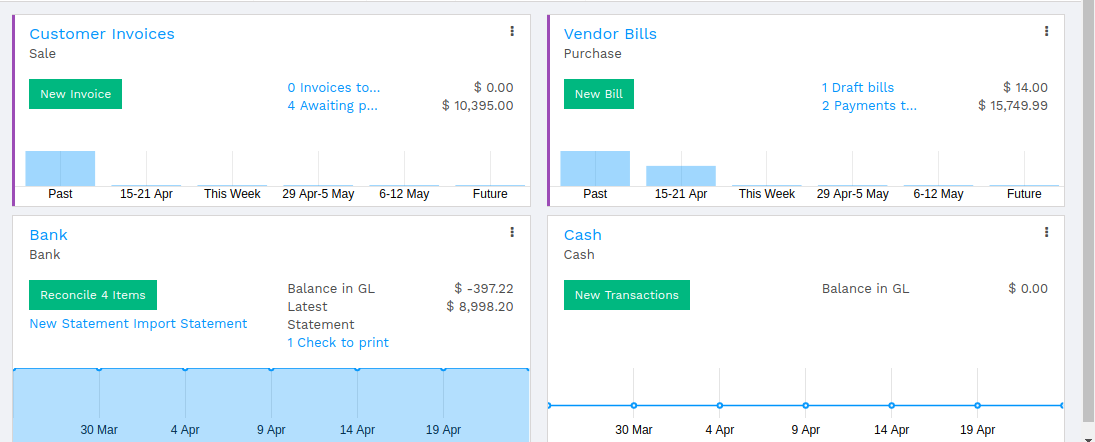 Customer Invoices
Sale
New Invoice
0 Invoices to... $ 0.00
4 Awaiting p... $ 10,395.00
Past 15-21 Apr This Week 29 Apr-5 May 6-12 May Future
Vendor Bills
Purchase
New Bill
1 Draft bills $ 14.00
2 Payments t... $ 15,749.99
Past 15-21 Apr This Week 29 Apr-5 May 6-12 May Future
Bank
Bank
Reconcile 4 Items
New Statement Import Statement
Balance in GL $ -397.22
Latest $ 8,998.20
Statement
1 Check to print
30 Mar 4 Apr 9 Apr 14 Apr 19 Apr
Cash
Cash
New Transactions
Balance in GL $ 0.00
30 Mar 4 Apr 9 Apr 14 Apr 19 Apr